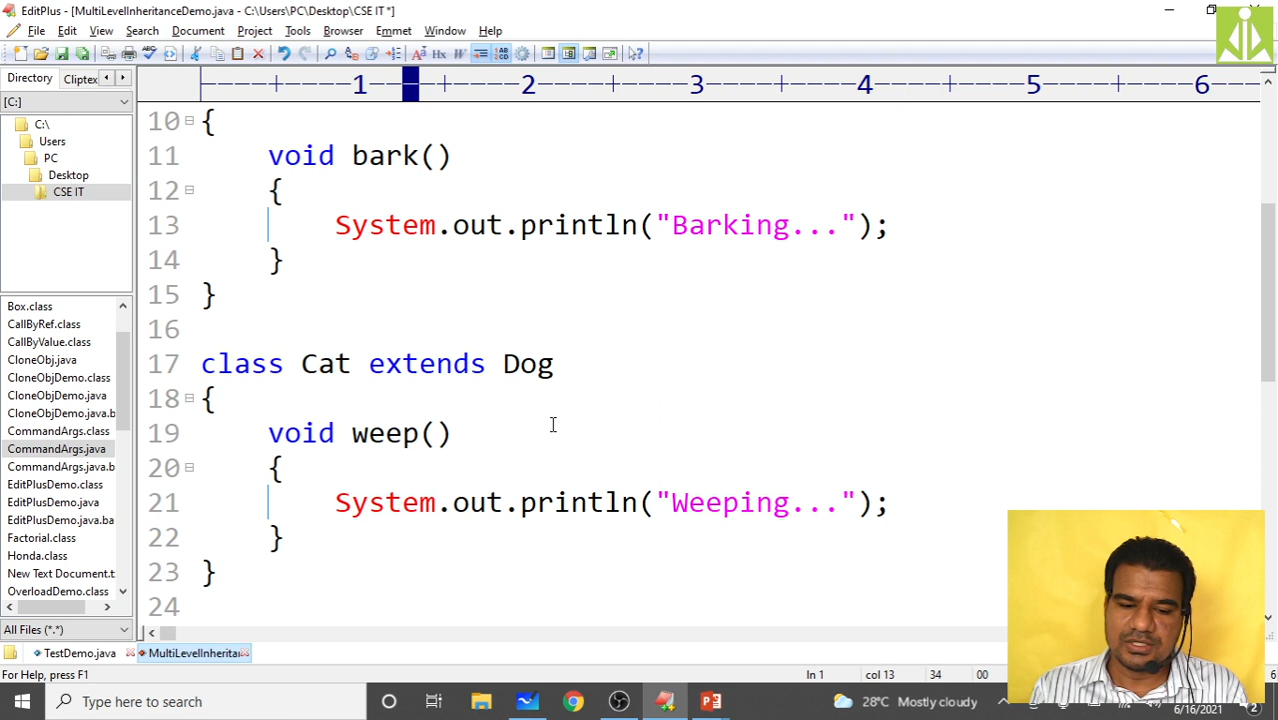 EditPlus - [MultiLevelInheritanceDemo.java - C:\Users\PC\Desktop\CSE IT *]
File Edit View Search Document Project Tools Browser Emmet Window Help
Directory Cliptex
[C:]
C:\
Users
PC
Desktop
CSE IT
Box.class
CallByRef.class
CallByValue.class
CloneObj.java
CloneObjDemo.class
CloneObjDemo.java
CloneObjDemo.java.b
CommandArgs.class
CommandArgs.java
CommandArgs.java.b
EditPlusDemo.class
EditPlusDemo.java
EditPlusDemo.java.ba
Factorial.class
Honda.class
New Text Document.t
OverloadDemo.class
All Files (*.*)
1 2 3 4 5 6
10 {
11 void bark()
12 {
13 System.out.println("Barking...");
14 }
15 }
16
17 class Cat extends Dog
18 {
19 void weep()
20 {
21 System.out.println("Weeping...");
22 }
23 }
24
TestDemo.java MultiLevelInheritan
For Help, press F1 ln 1 col 13 34 00
Type here to search
28°C Mostly cloudy
6/16/2021